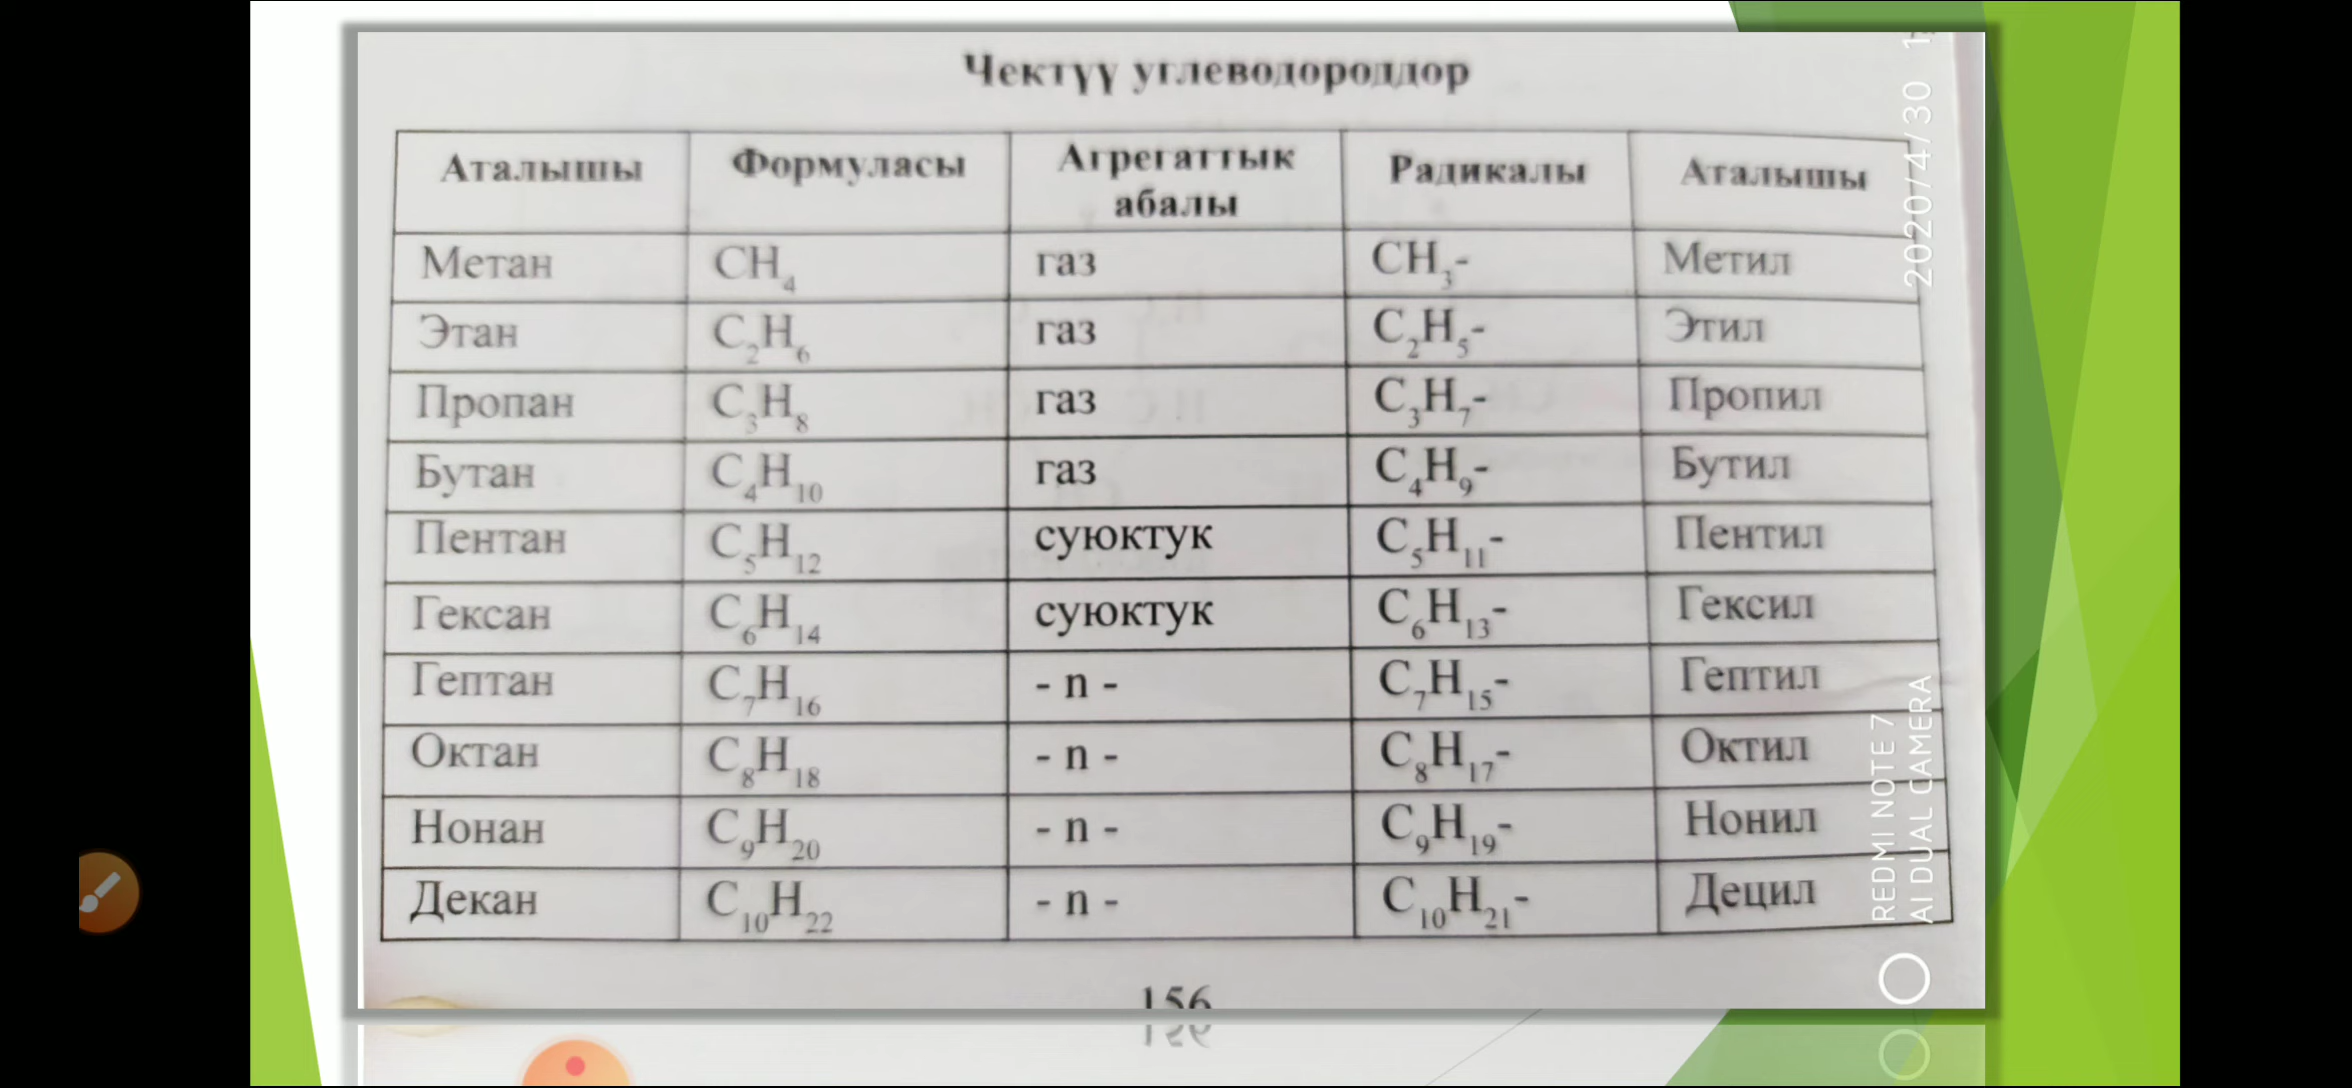 Чектүү углеводороддор
Аталышы Формуласы Агрегаттык абалы Радикалы Аталышы
Метан CH₄ газ CH₃- Метил
Этан C₂H₆ газ C₂H₅- Этил
Пропан C₃H₈ газ C₃H₇- Пропил
Бутан C₄H₁₀ газ C₄H₉- Бутил
Пентан C₅H₁₂ суюктук C₅H₁₁- Пентил
Гексан C₆H₁₄ суюктук C₆H₁₃- Гексил
Гептан C₇H₁₆ - n - C₇H₁₅- Гептил
Октан C₈H₁₈ - n - C₈H₁₇- Октил
Нонан C₉H₂₀ - n - C₉H₁₉- Нонил
Декан C₁₀H₂₂ - n - C₁₀H₂₁- Децил
156
REDMI NOTE 7
AI DUAL CAMERA
2020/4/30